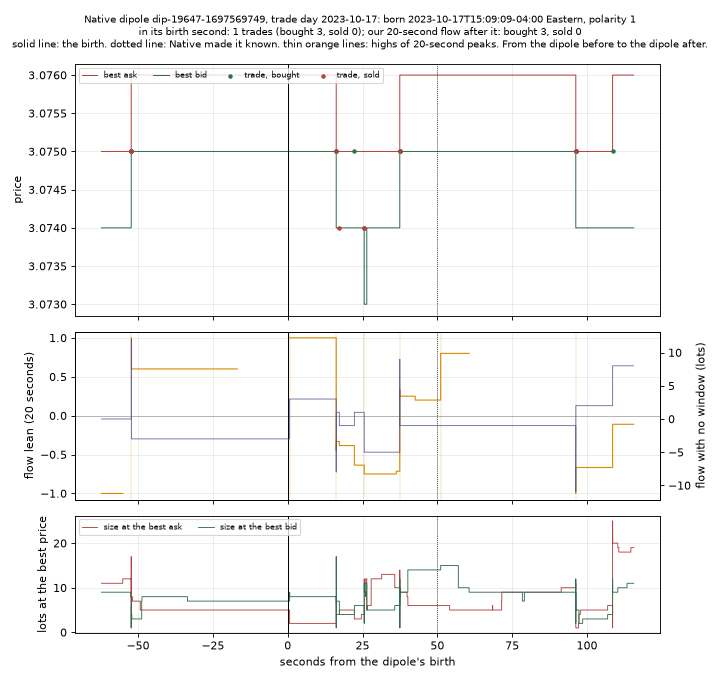 Native dipole dip-19647-1697569749, trade day 2023-10-17: born 2023-10-17T15:09:09-04:00 Eastern, polarity 1
in its birth second: 1 trades (bought 3, sold 0); our 20-second flow after it: bought 3, sold 0
solid line: the birth. dotted line: Native made it known. thin orange lines: highs of 20-second peaks. From the dipole before to the dipole after.
best ask
best bid
trade, bought
trade, sold
3.0760
3.0755
3.0750
3.0745
3.0740
3.0735
3.0730
price
1.0
0.5
0.0
−0.5
−1.0
flow lean (20 seconds)
10
5
0
−5
−10
flow with no window (lots)
size at the best ask
size at the best bid
20
10
0
lots at the best price
−50
−25
0
25
50
75
100
seconds from the dipole's birth